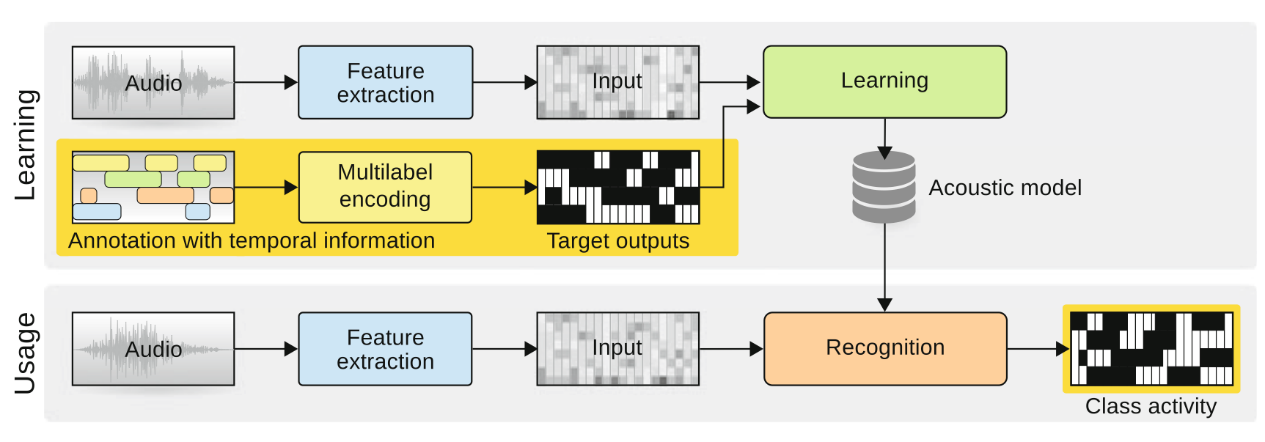 Learning
Audio
Feature
extraction
Input
Learning
Multilabel
encoding
Annotation with temporal information
Target outputs
Acoustic model
Usage
Audio
Feature
extraction
Input
Recognition
Class activity